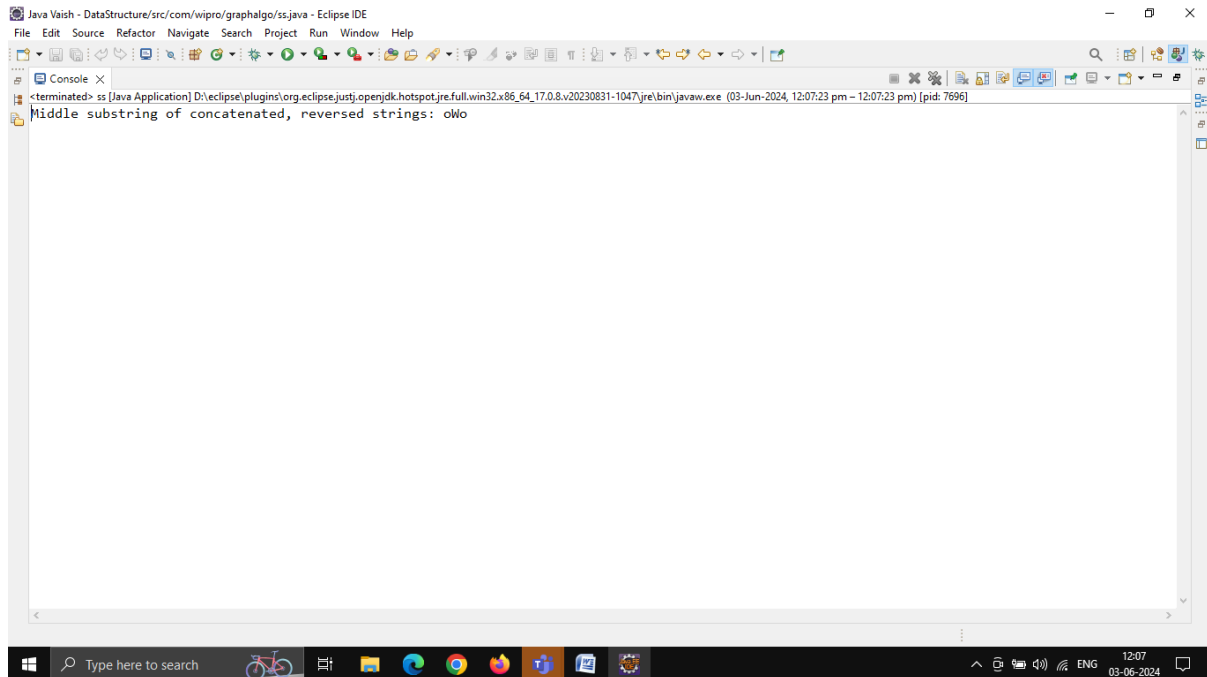 Java Vaish - DataStructure/src/com/wipro/graphalgo/ss.java - Eclipse IDE
File Edit Source Refactor Navigate Search Project Run Window Help
Console
<terminated> ss [Java Application] D:\eclipse\plugins\org.eclipse.justj.openjdk.hotspot.jre.full.win32.x86_64_17.0.8.v20230831-1047\jre\bin\javaw.exe (03-Jun-2024, 12:07:23 pm – 12:07:23 pm) [pid: 7696]
Middle substring of concatenated, reversed strings: oWo
Type here to search
ENG
12:07
03-06-2024